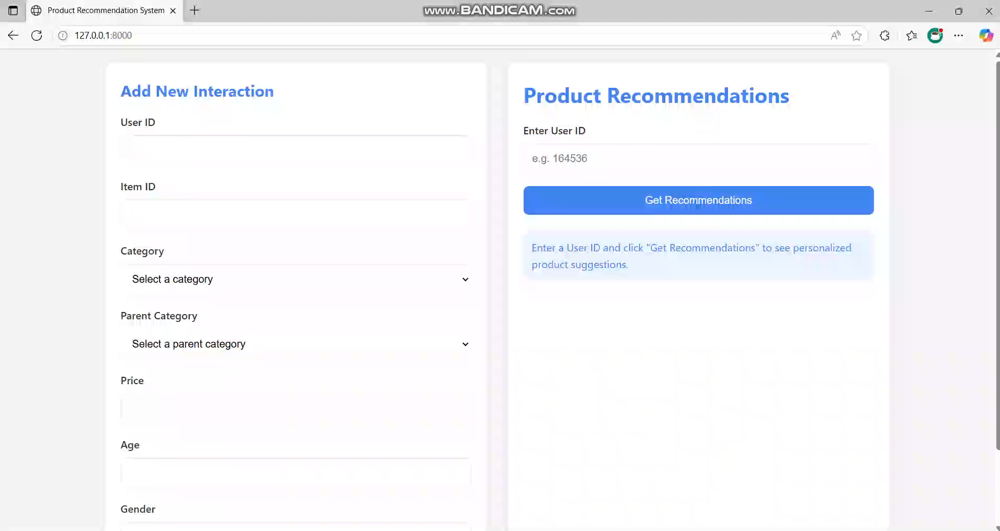 Product Recommendation System
www.BANDICAM.com
127.0.0.1:8000
Add New Interaction
User ID
Item ID
Category
Select a category
Parent Category
Select a parent category
Price
Age
Gender
Product Recommendations
Enter User ID
e.g. 164536
Get Recommendations
Enter a User ID and click "Get Recommendations" to see personalized
product suggestions.